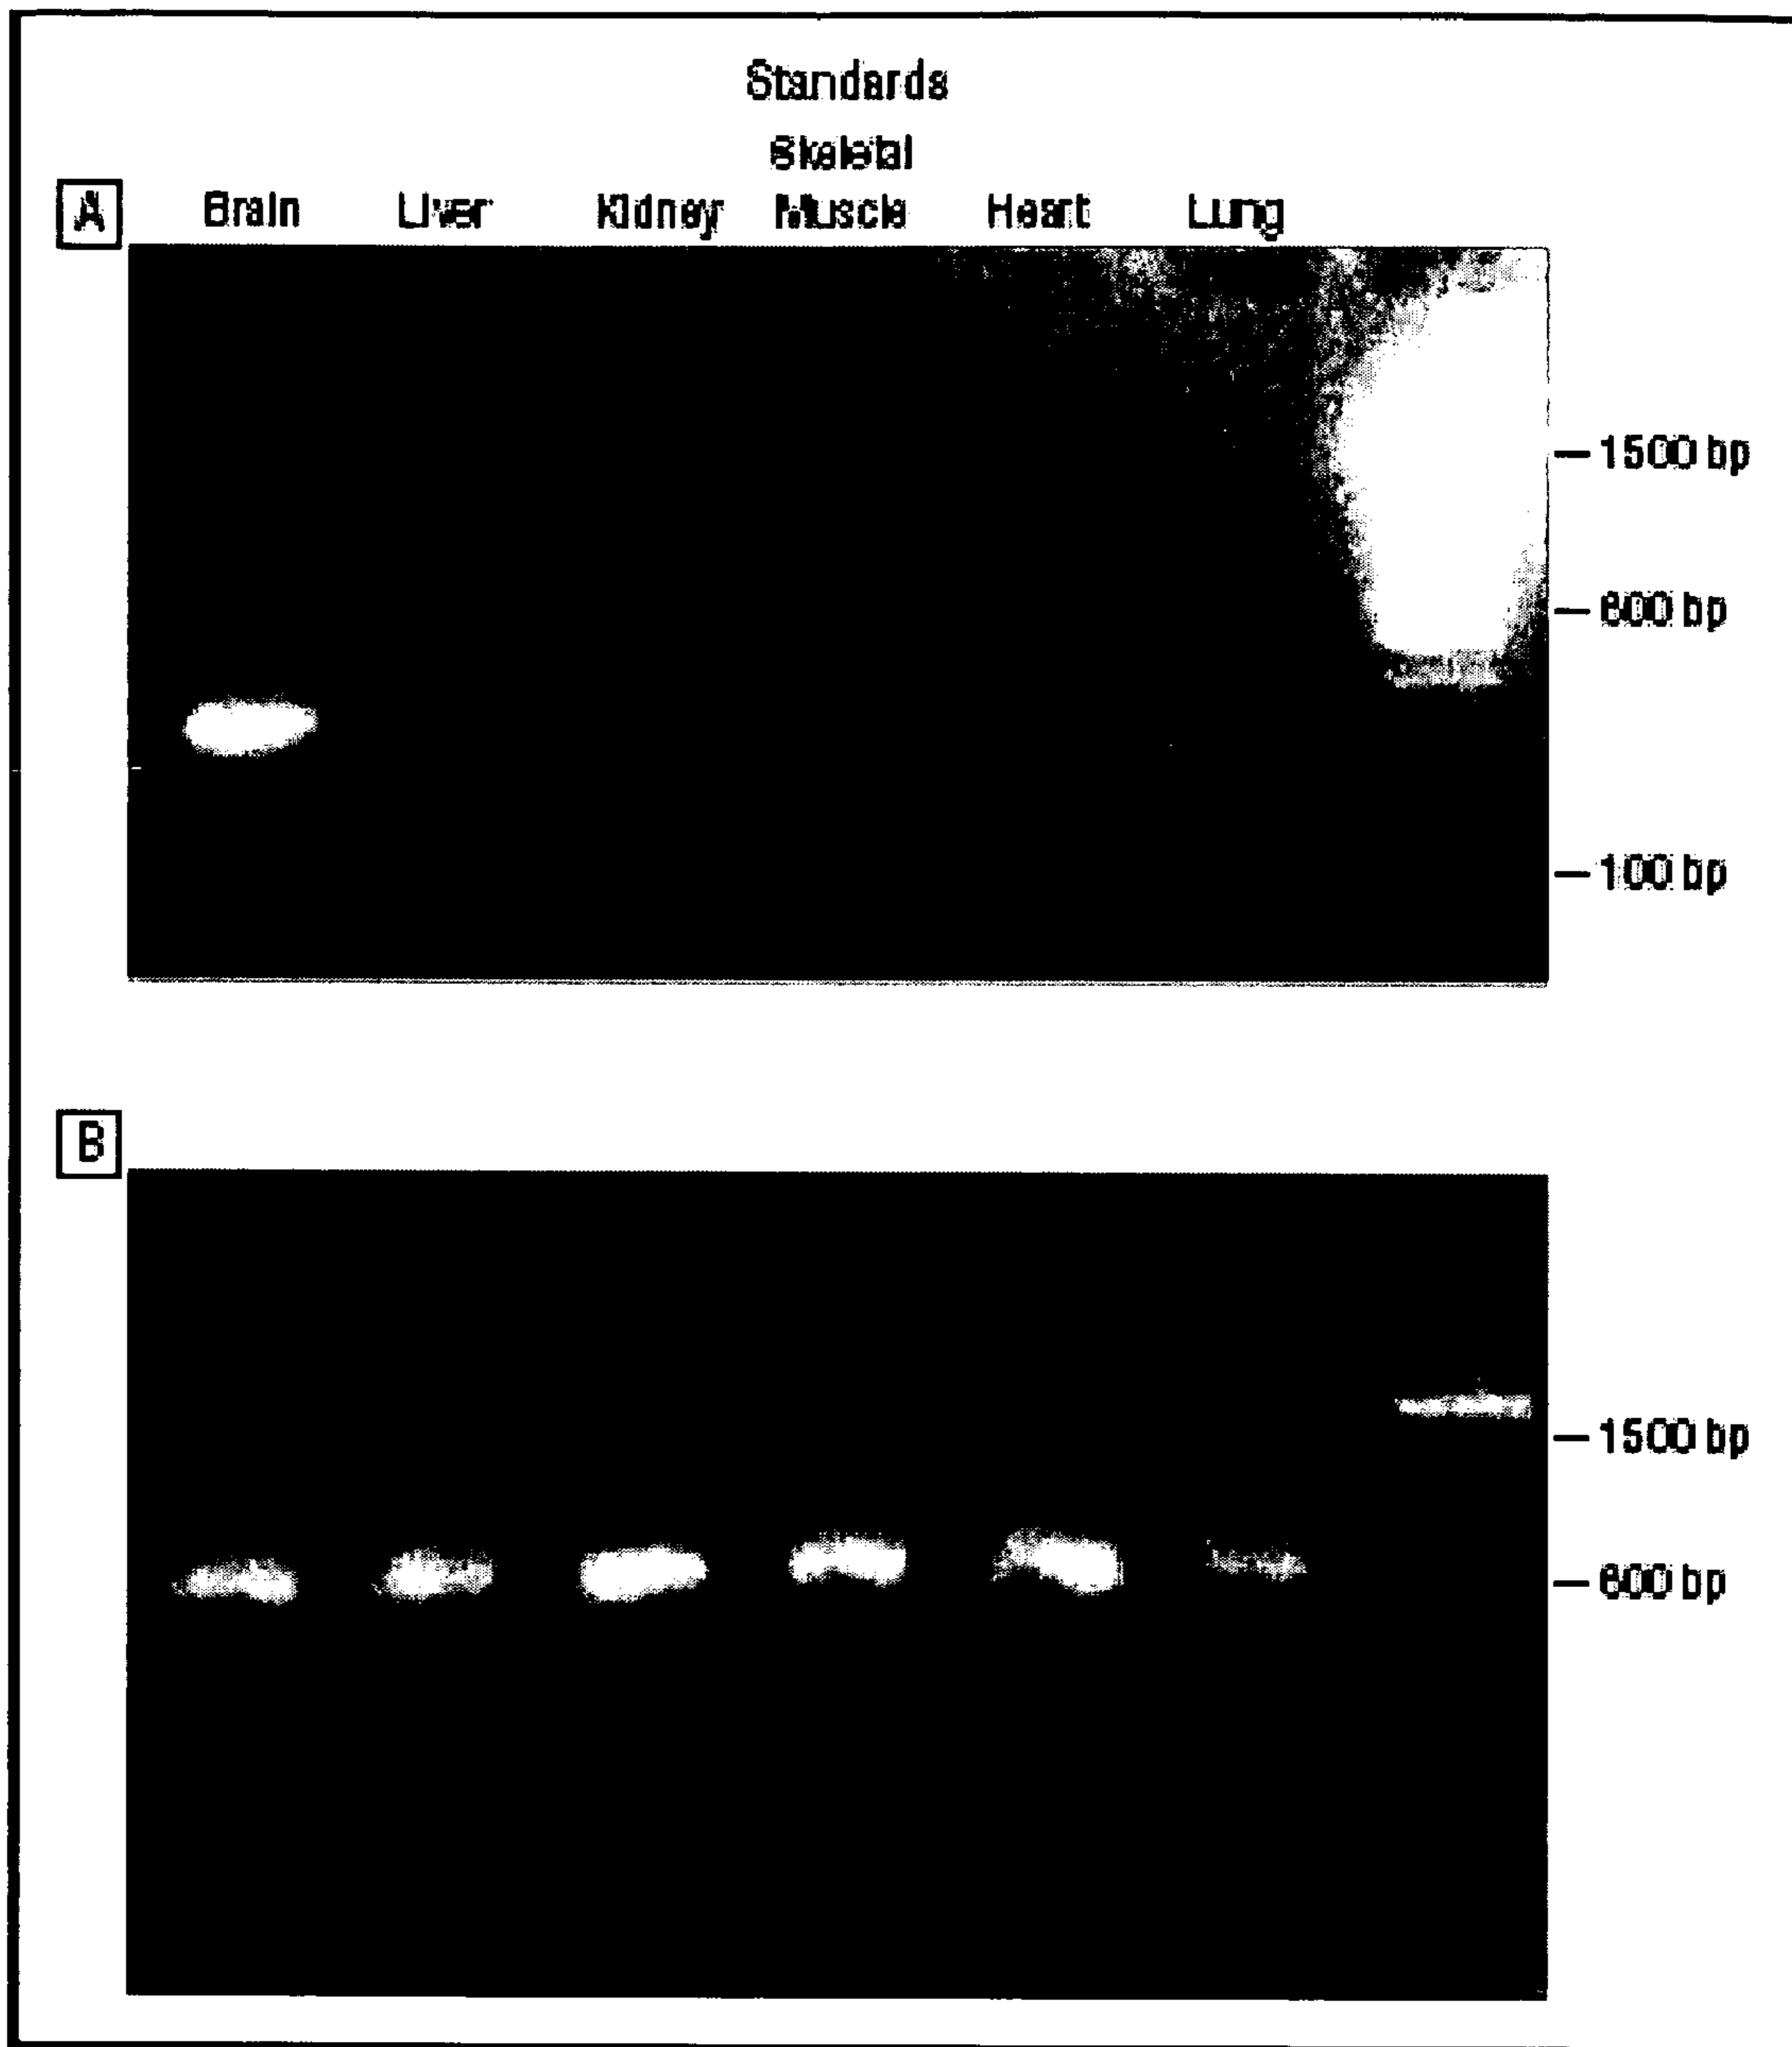 Standards
Skeletal
A Brain Liver Kidney Muscle Heart Lung
1500 bp
600 bp
100 bp
B
1500 bp
600 bp